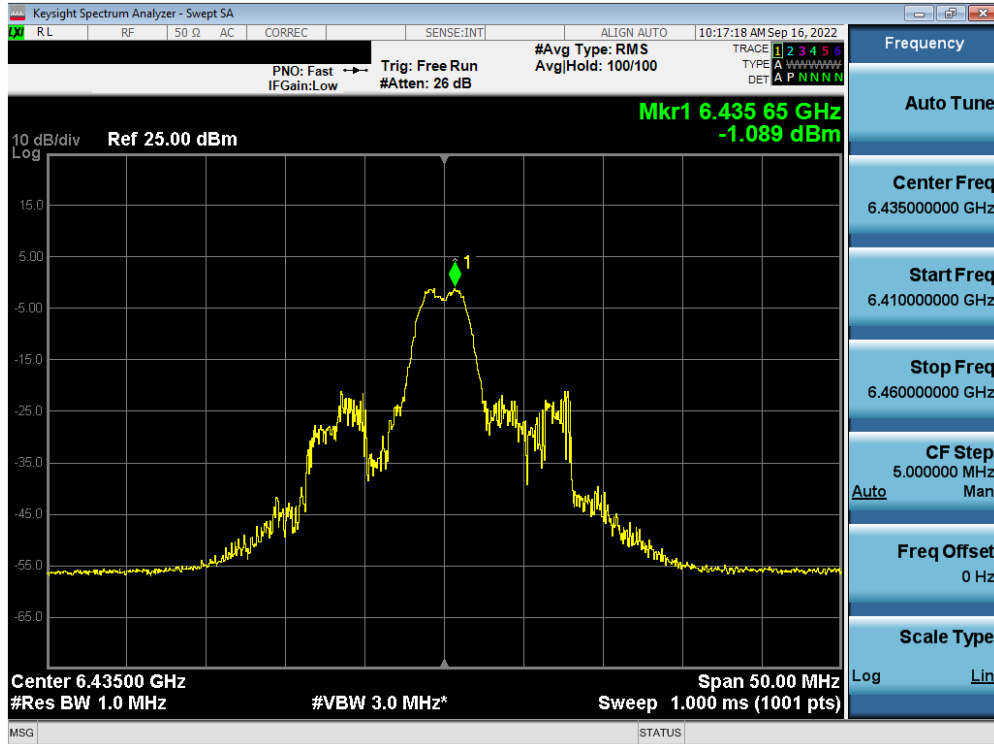 Keysight Spectrum Analyzer - Swept SA
LXI RL RF 50 Ω AC CORREC SENSE:INT ALIGN AUTO 10:17:18 AM Sep 16, 2022
PNO: Fast
IFGain:Low
Trig: Free Run
#Atten: 26 dB
#Avg Type: RMS
Avg|Hold: 100/100
TRACE 1 2 3 4 5 6
TYPE A WWWWW
DET A P N N N N
Mkr1 6.435 65 GHz
-1.089 dBm
10 dB/div Ref 25.00 dBm
Log
15.0
5.00
-5.00
-15.0
-25.0
-35.0
-45.0
-55.0
-65.0
1
Center 6.43500 GHz Span 50.00 MHz
#Res BW 1.0 MHz #VBW 3.0 MHz* Sweep 1.000 ms (1001 pts)
MSG STATUS
Frequency
Auto Tune
Center Freq
6.435000000 GHz
Start Freq
6.410000000 GHz
Stop Freq
6.460000000 GHz
CF Step
5.000000 MHz
Auto Man
Freq Offset
0 Hz
Scale Type
Log Lin